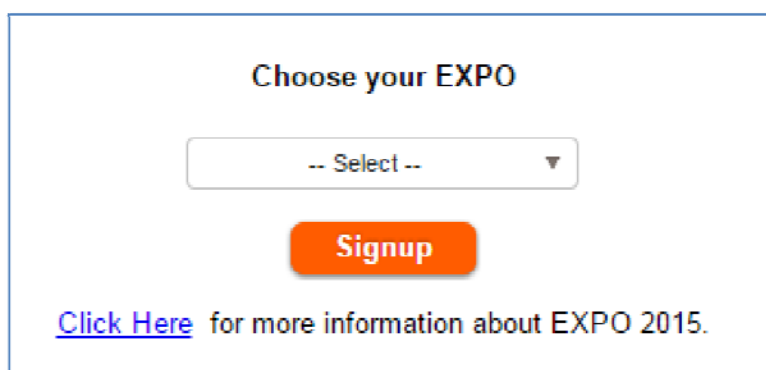 Choose your EXPO
-- Select --
Signup
Click Here for more information about EXPO 2015.